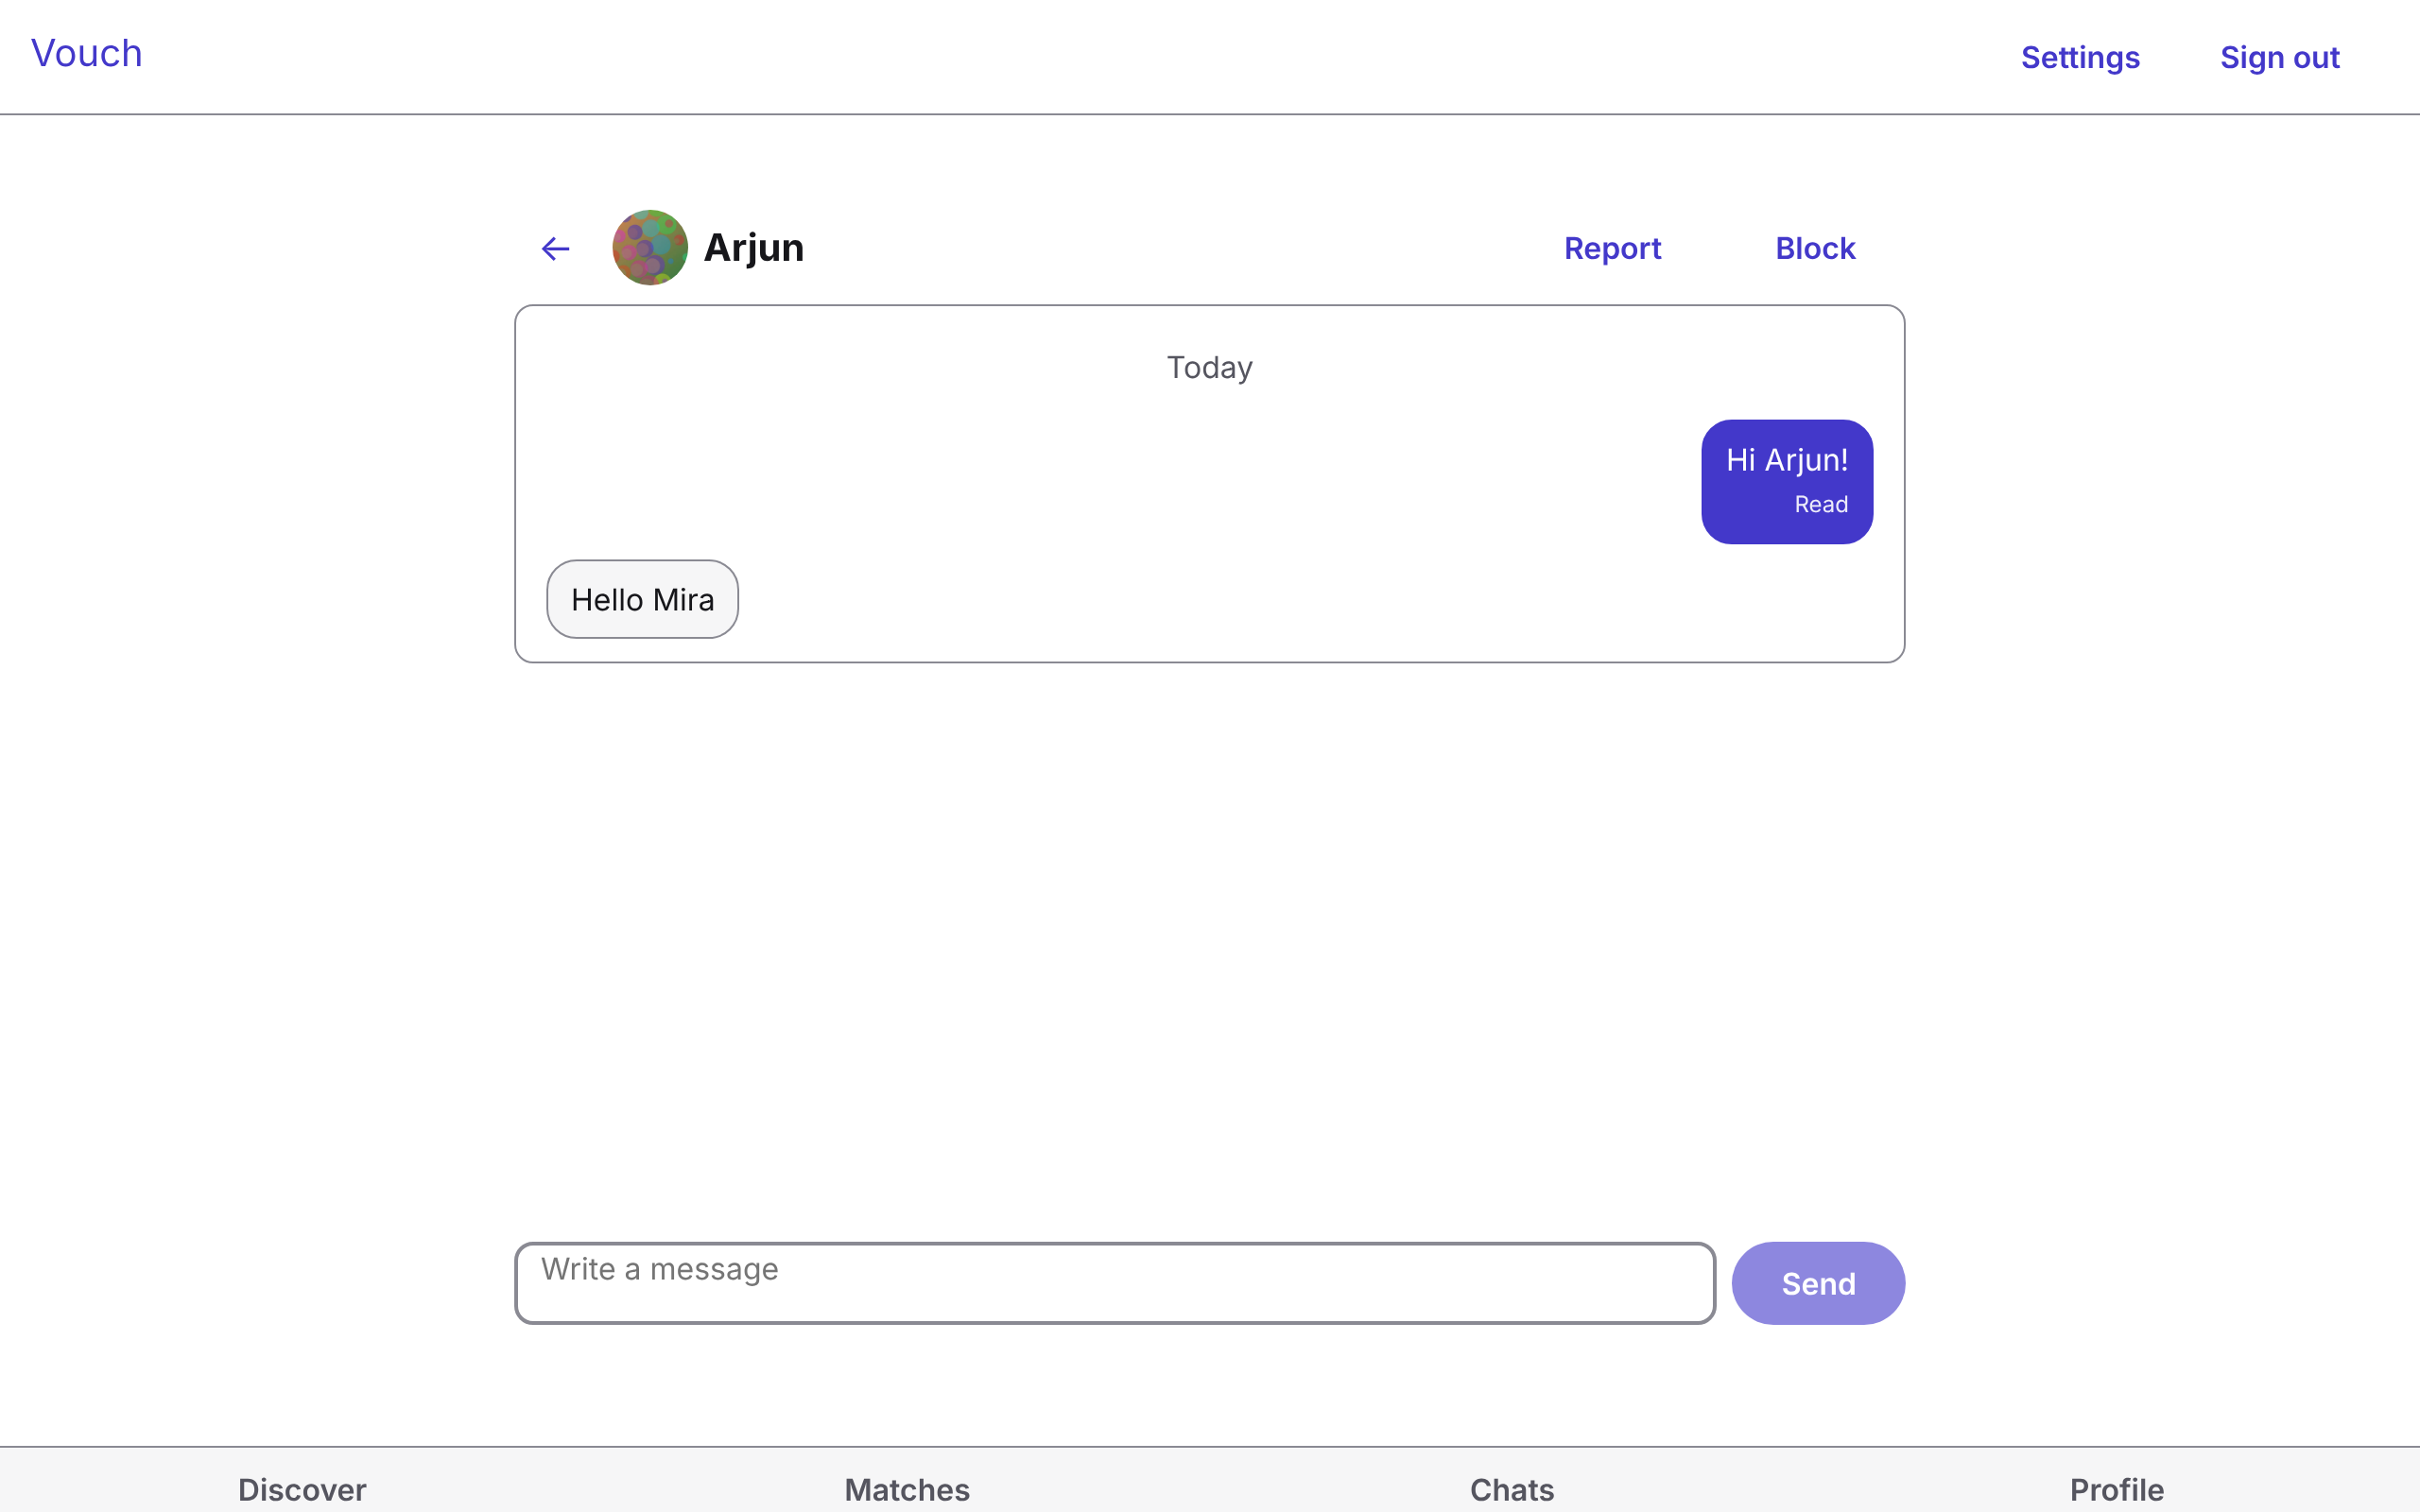 Vouch
Settings
Sign out
Arjun
Report
Block
Today
Hi Arjun!
Read
Hello Mira
Write a message
Send
Discover
Matches
Chats
Profile